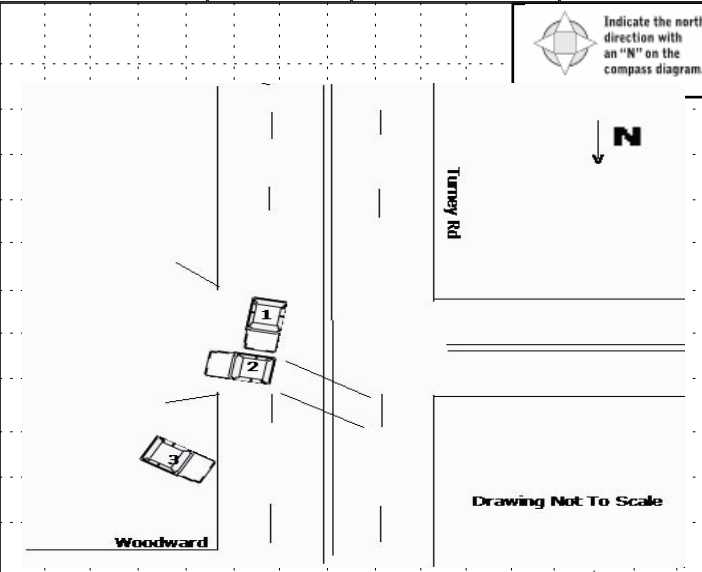 Indicate the north
direction with
an "N" on the
compass diagram.
N
Turney Rd
1
2
3
Drawing Not To Scale
Woodward